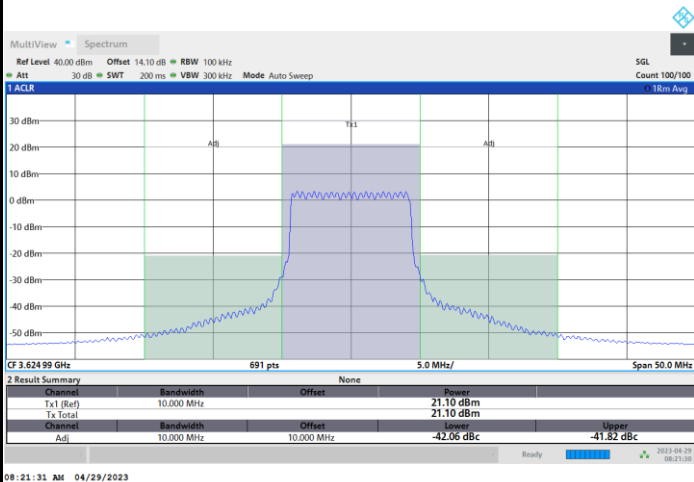 MultiView Spectrum
Ref Level 40.00 dBm Offset 14.10 dB RBW 100 kHz SGL
Att 30 dB SWT 200 ms VBW 300 kHz Mode Auto Sweep Count 100/100
1 ACLR 1Rm Avg
30 dBm
Tx1
20 dBm Adj Adj
10 dBm
0 dBm
-10 dBm
-20 dBm
-30 dBm
-40 dBm
-50 dBm
CF 3.624 99 GHz 691 pts 5.0 MHz/ Span 50.0 MHz
2 Result Summary None
Channel Bandwidth Offset Power
Tx1 (Ref) 10.000 MHz 21.10 dBm
Tx Total 21.10 dBm
Channel Bandwidth Offset Lower Upper
Adj 10.000 MHz 10.000 MHz -42.06 dBc -41.82 dBc
Ready 2023-04-29
08:21:30
08:21:31 AM 04/29/2023